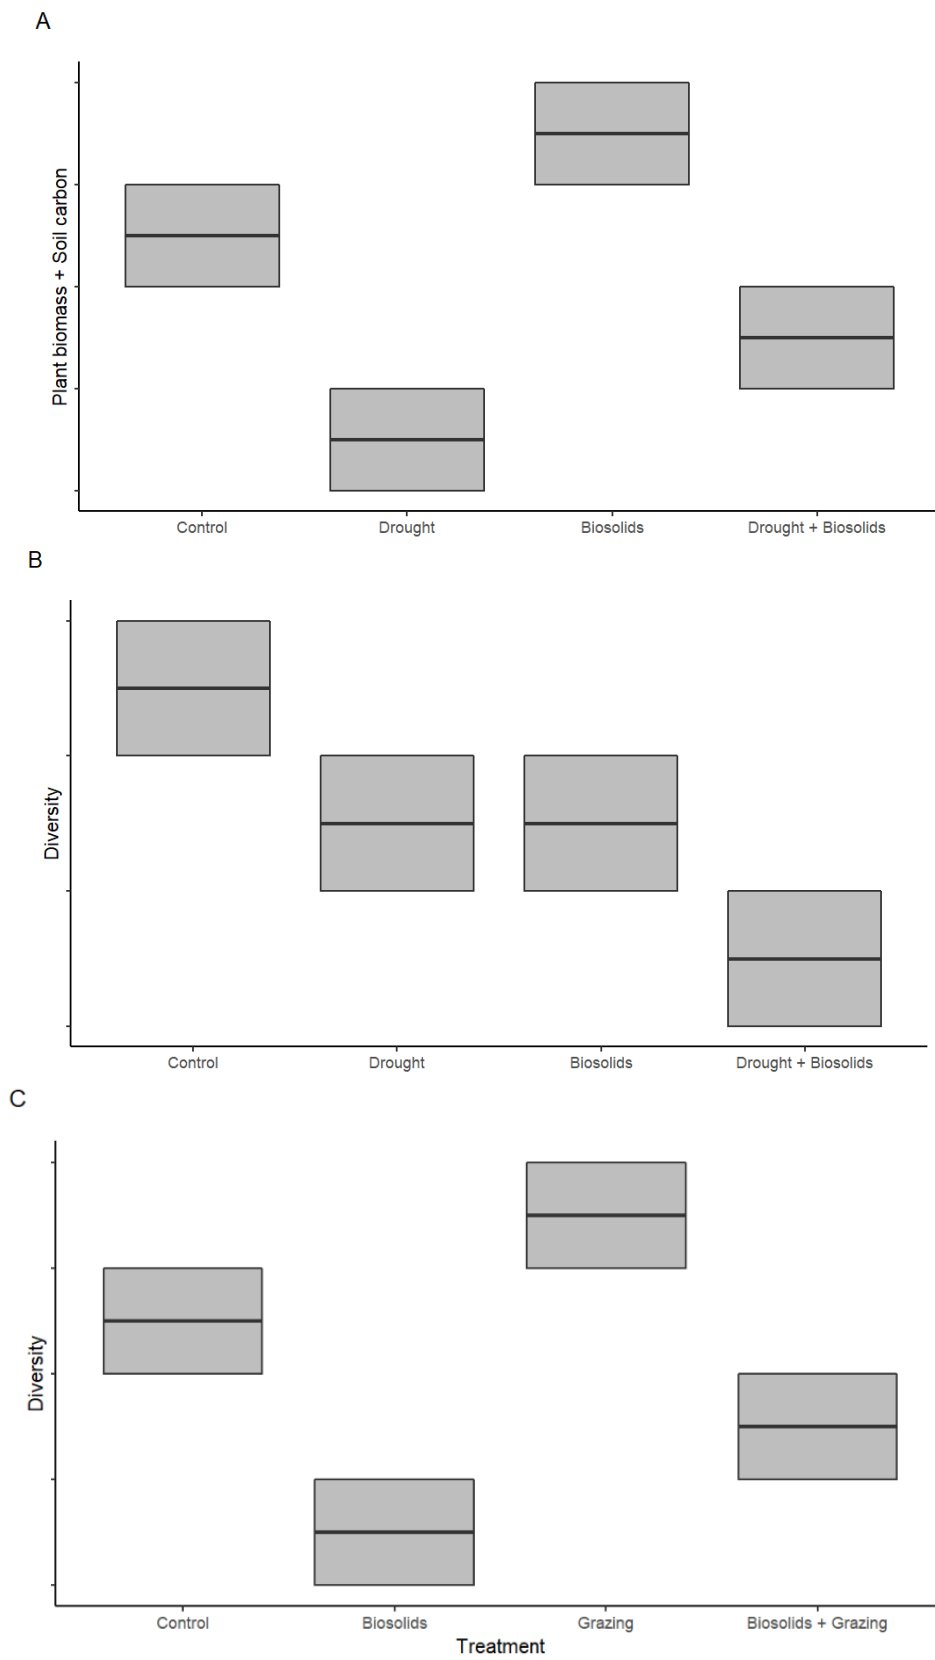 A
Plant biomass + Soil carbon
Control Drought Biosolids Drought + Biosolids
B
Diversity
Control Drought Biosolids Drought + Biosolids
C
Diversity
Control Biosolids Grazing Biosolids + Grazing
Treatment